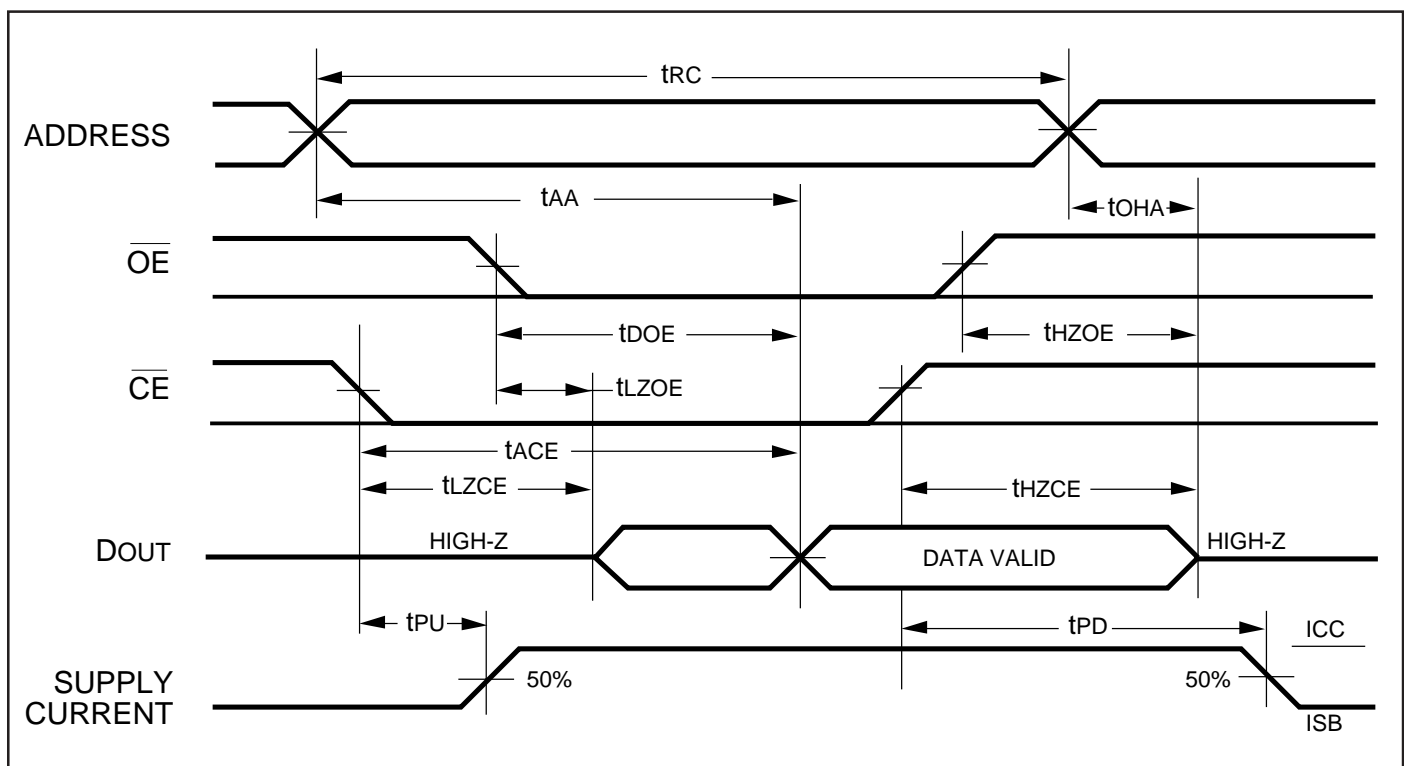 tRC
ADDRESS
tAA
tOHA
OE
tDOE
tHZOE
CE
tLZOE
tACE
tLZCE
tHZCE
DOUT
HIGH-Z
DATA VALID
HIGH-Z
tPU
tPD
ICC
SUPPLY
CURRENT
50%
50%
ISB